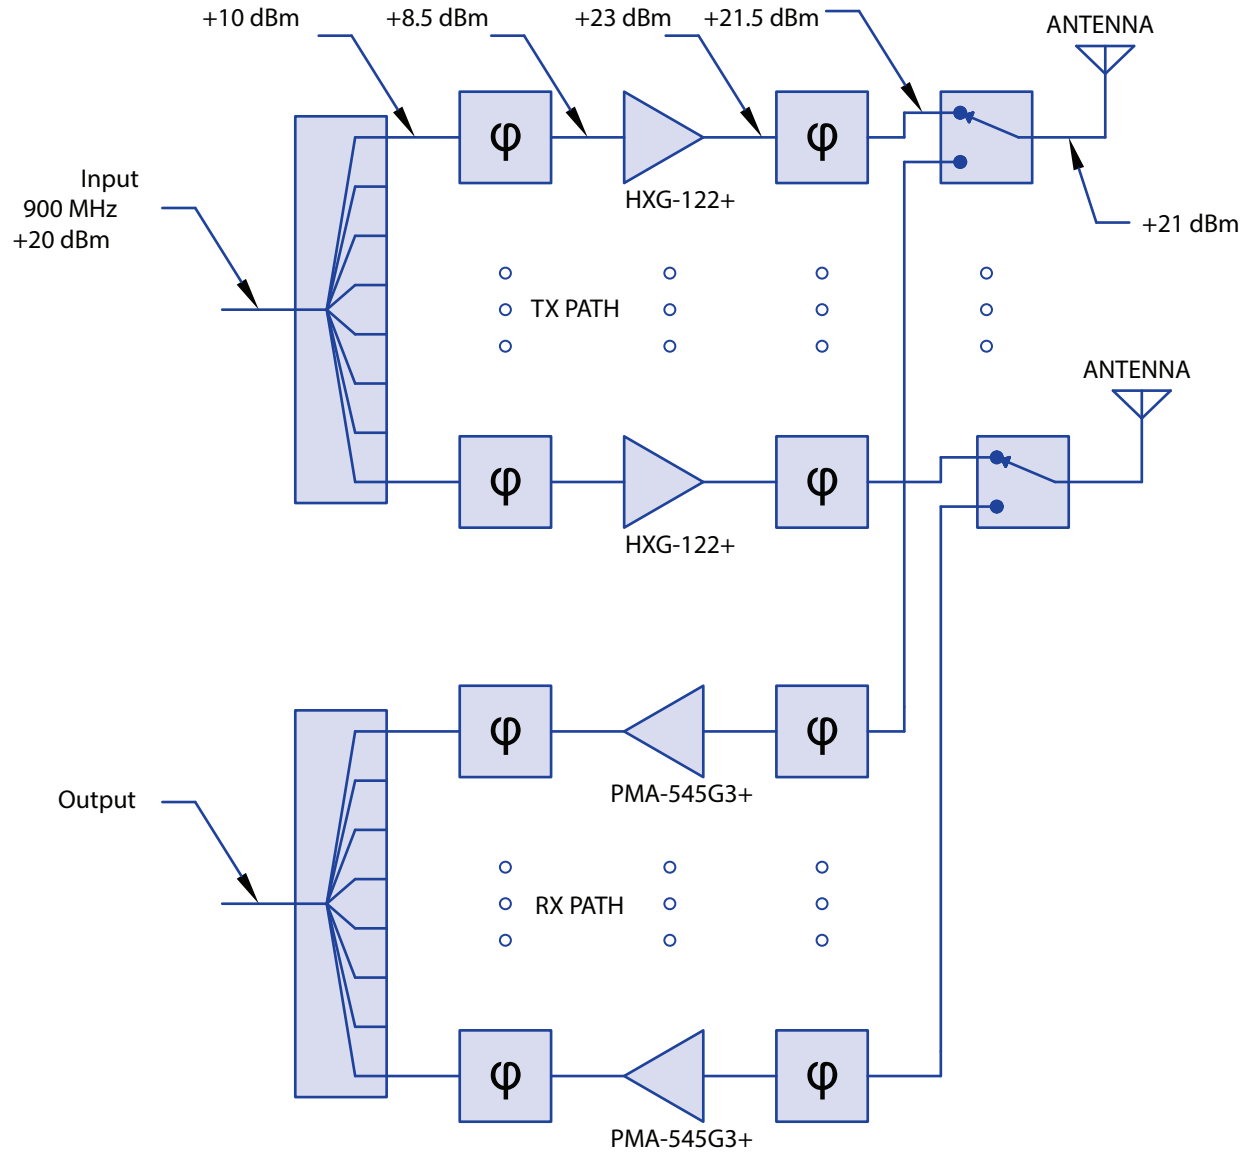 +10 dBm
+8.5 dBm
+23 dBm
+21.5 dBm
ANTENNA
φ
φ
Input
900 MHz
+20 dBm
HXG-122+
+21 dBm
TX PATH
ANTENNA
φ
φ
HXG-122+
φ
φ
PMA-545G3+
Output
RX PATH
φ
φ
PMA-545G3+